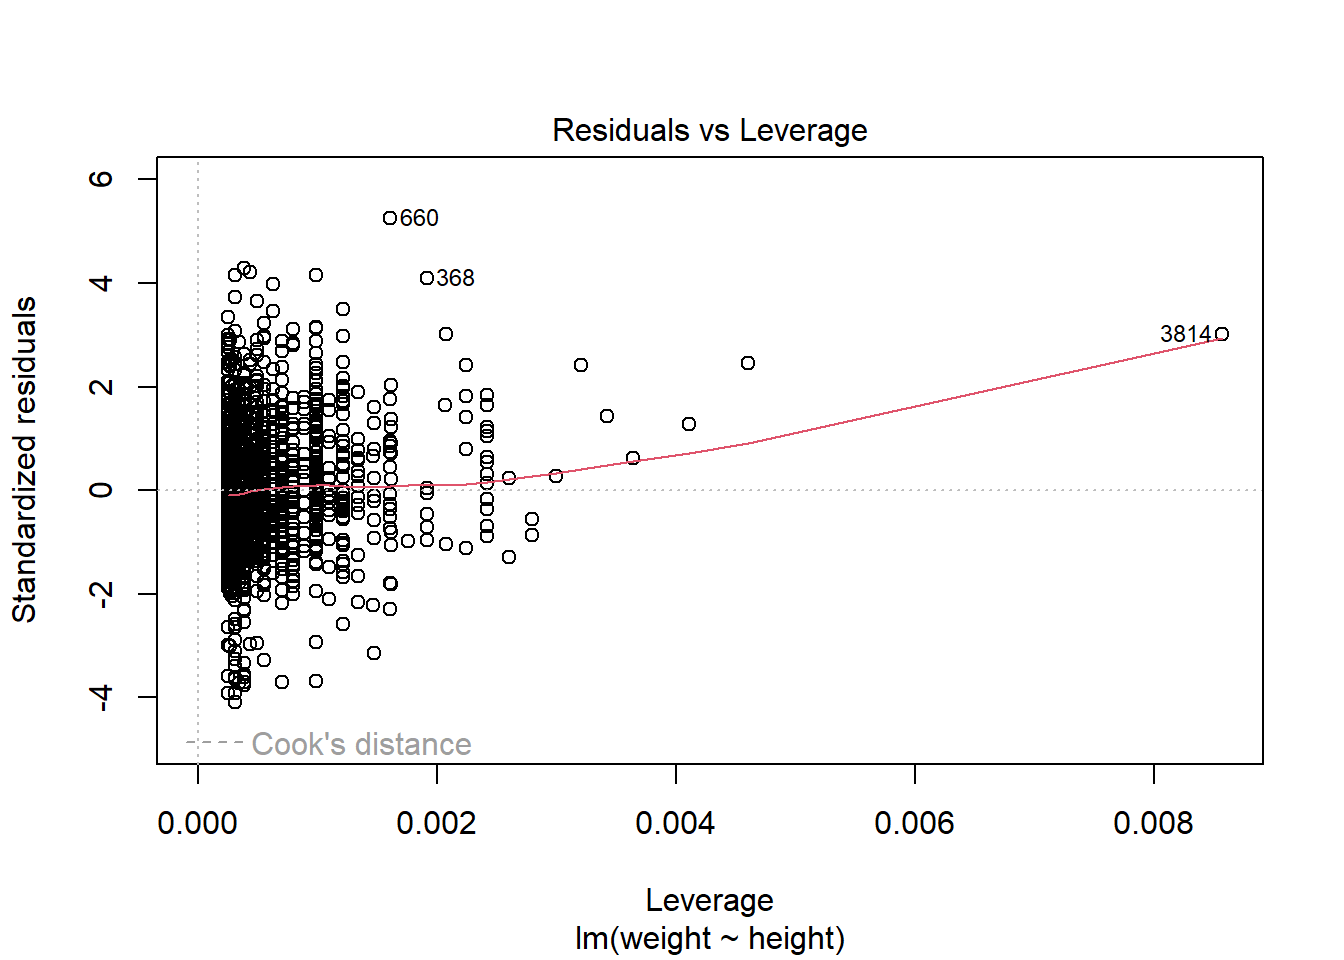 Residuals vs Leverage
Standardized residuals
6
4
2
0
-2
-4
660
368
3814
Cook's distance
0.000 0.002 0.004 0.006 0.008
Leverage
lm(weight ~ height)